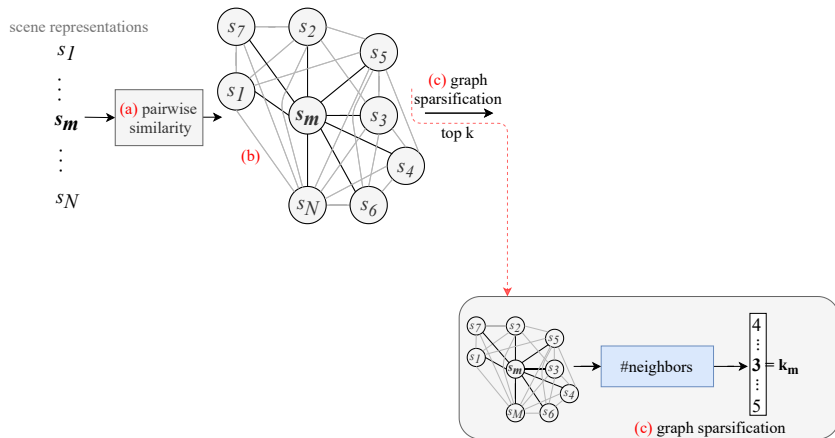 scene representations
s1
⋮
sm
⋮
sN
(a) pairwise
similarity
s7
s2
s5
s1
sm
s3
s4
sN
s6
(b)
(c) graph
sparsification
top k
s7
s2
s5
s1
sm
s3
s4
sM
s6
#neighbors
4
⋮
3 = km
⋮
5
(c) graph sparsification